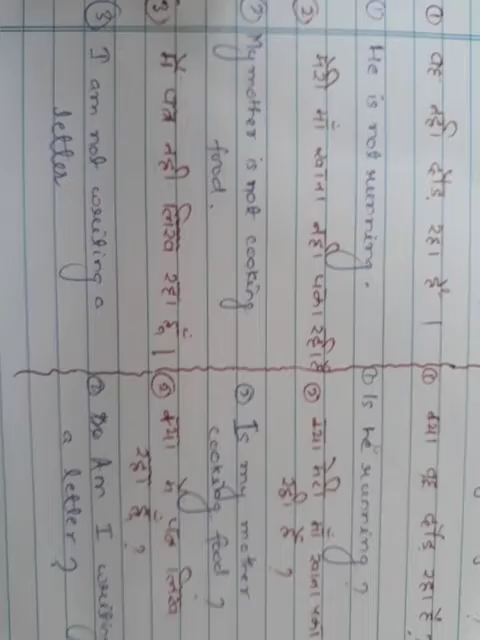 ① वह नही दौड़ रहा है ।
① He is not running.
② मेरी माँ खाना नही पका रही है
② My mother is not cooking
food.
③ मैं पत्र नही लिख रहा हूँ ।
③ I am not writing a
letter
① क्या वह दौड़ रहा है
① Is he running ?
② क्या मेरी माँ खाना पका
रही है ?
② Is my mother
cooking food ?
③ क्या मैं पत्र लिख
रहा हूँ ?
③ Am I writing
a letter ?